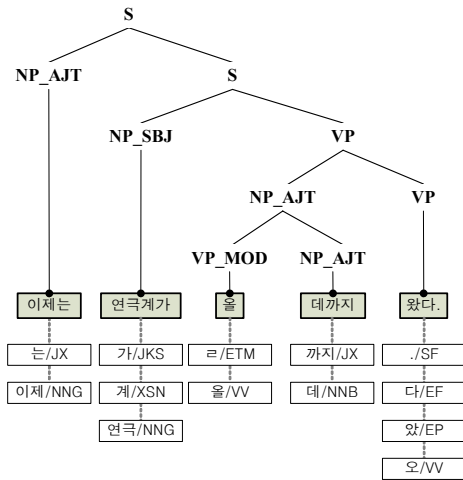 S
NP_AJT S
NP_SBJ VP
NP_AJT VP
VP_MOD NP_AJT
이제는 연극계가 올 데까지 왔다.
는/JX 가/JKS ㄹ/ETM 까지/JX ./SF
이제/NNG 계/XSN 올/VV 데/NNB 다/EF
연극/NNG 았/EP
오/VV